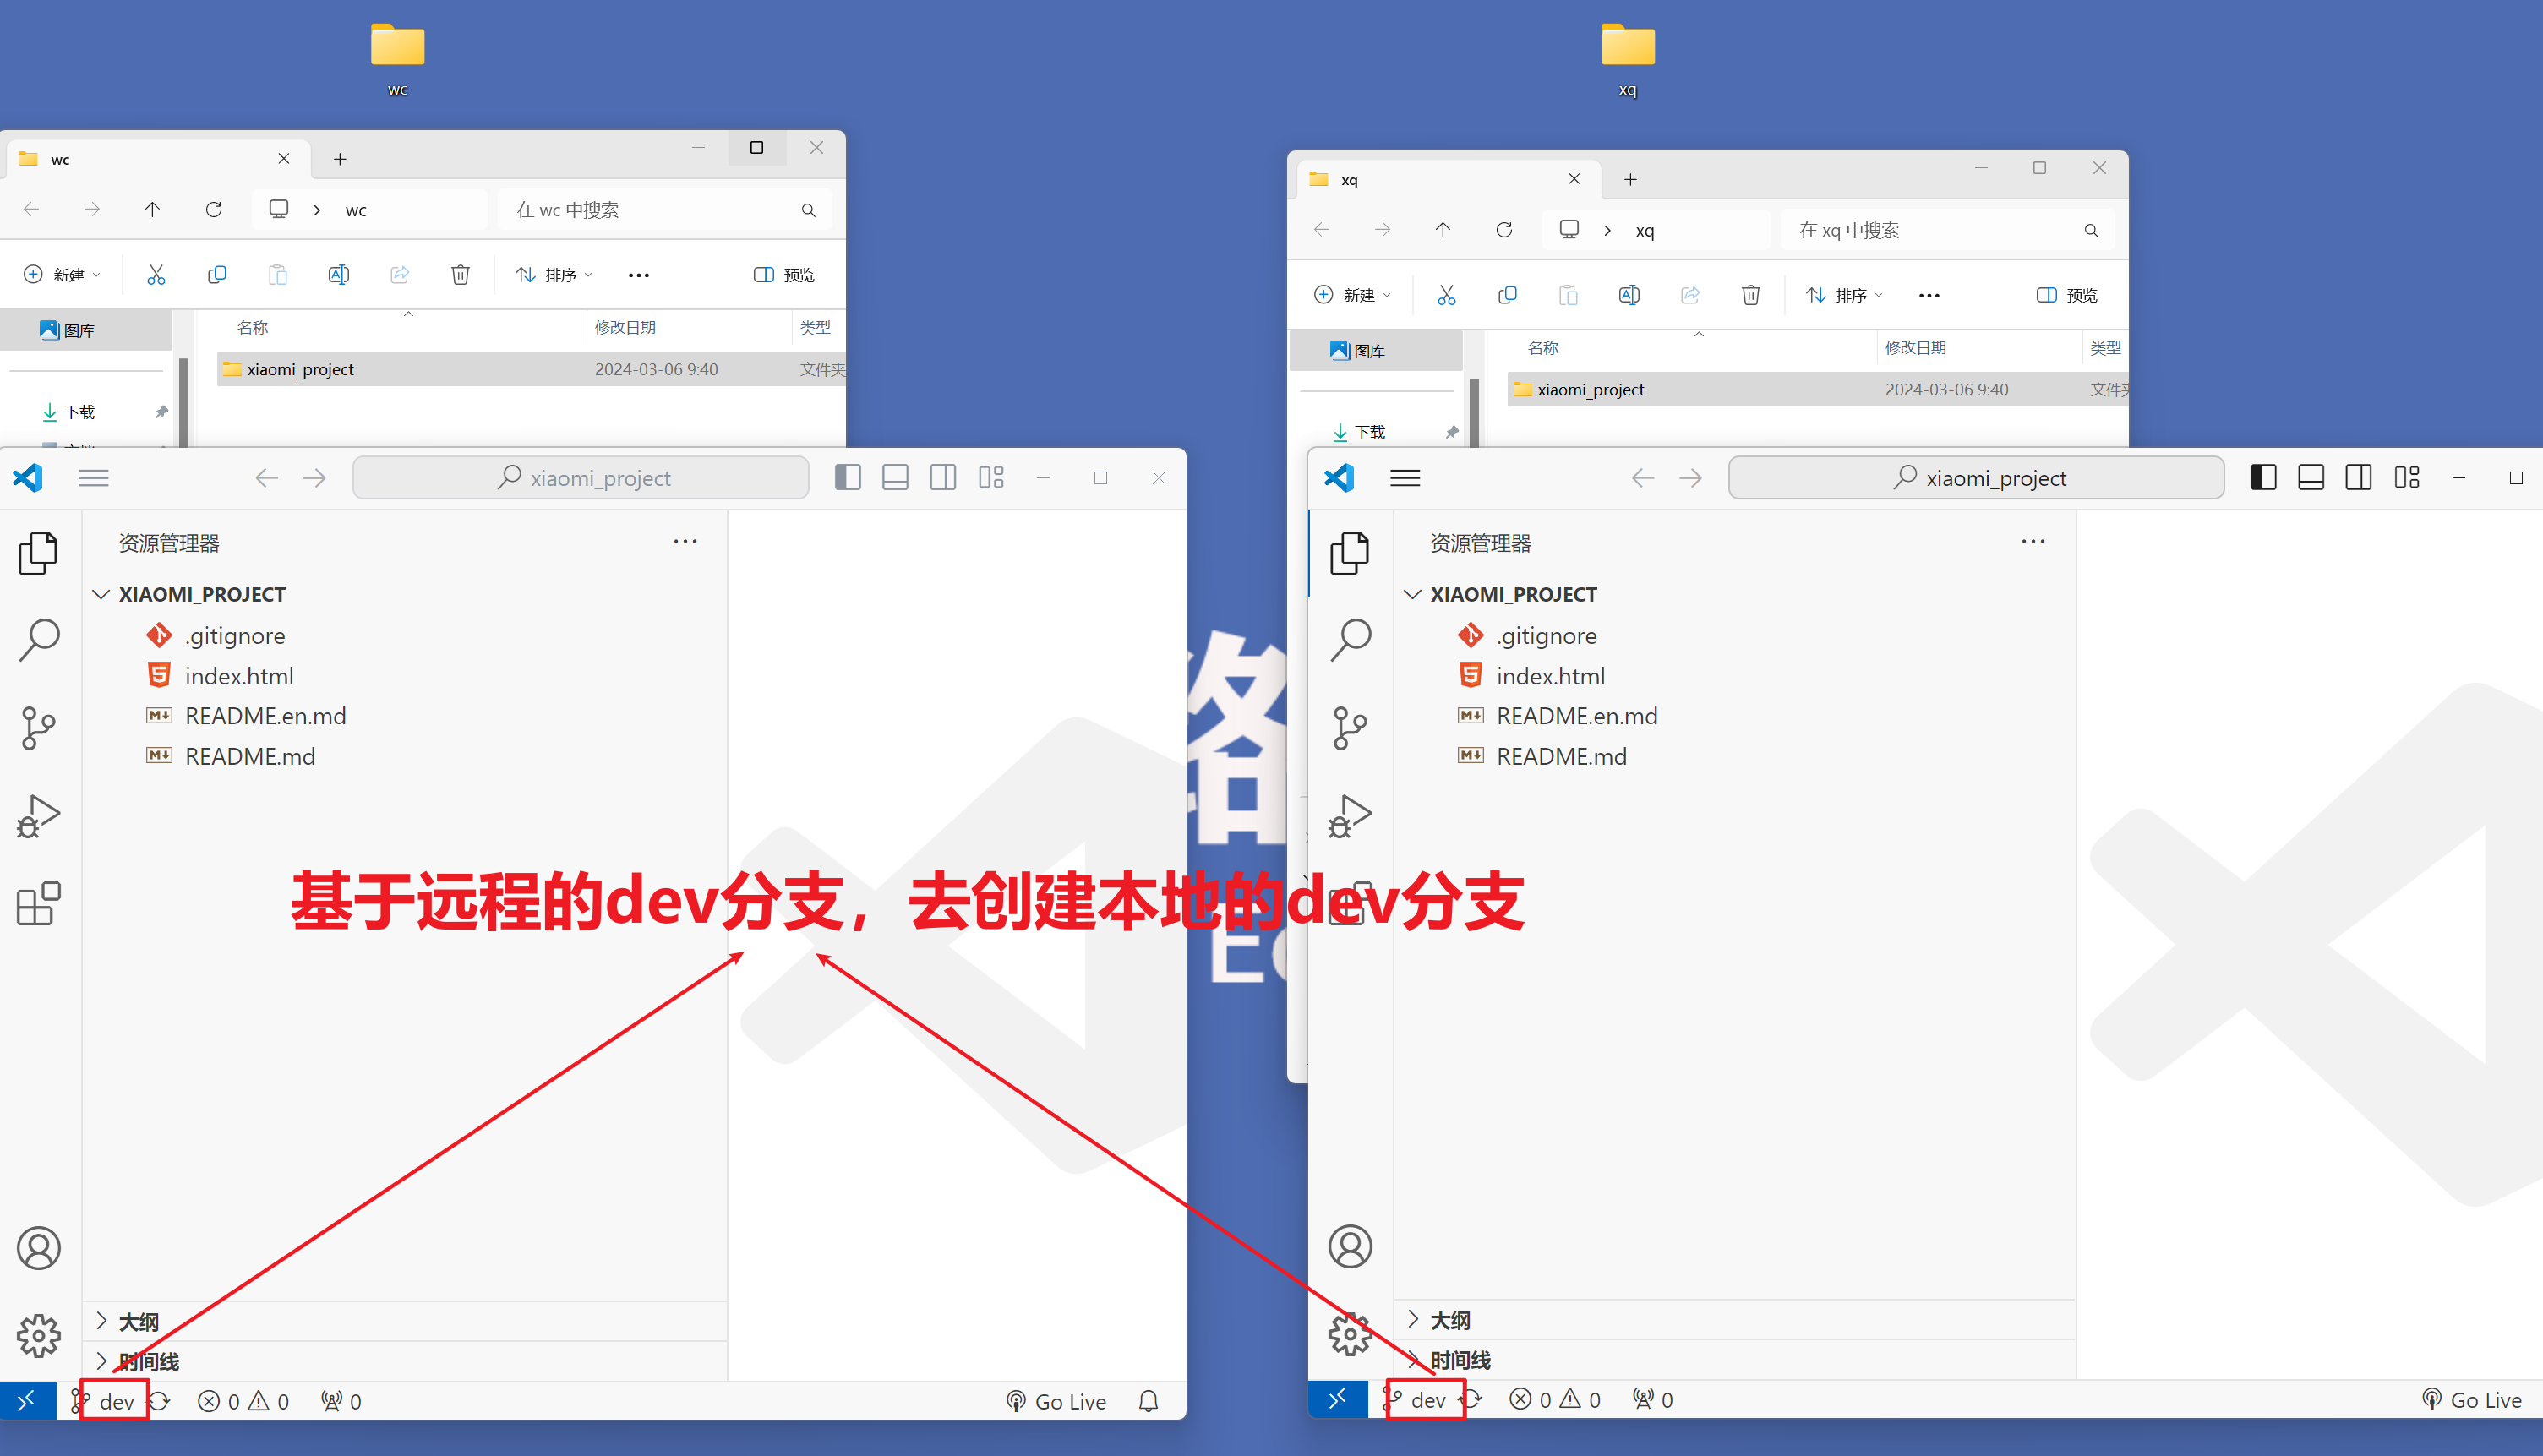 wc
xq
wc
wc
在 wc 中搜索
新建
排序
预览
图库
名称
修改日期
类型
xiaomi_project
2024-03-06 9:40
文件夹
下载
xq
xq
在 xq 中搜索
新建
排序
预览
图库
名称
修改日期
类型
xiaomi_project
2024-03-06 9:40
文件夹
下载
xiaomi_project
资源管理器
XIAOMI_PROJECT
.gitignore
index.html
README.en.md
README.md
大纲
时间线
dev
0
0
0
Go Live
xiaomi_project
资源管理器
XIAOMI_PROJECT
.gitignore
index.html
README.en.md
README.md
大纲
时间线
dev
0
0
0
Go Live
基于远程的dev分支，去创建本地的dev分支